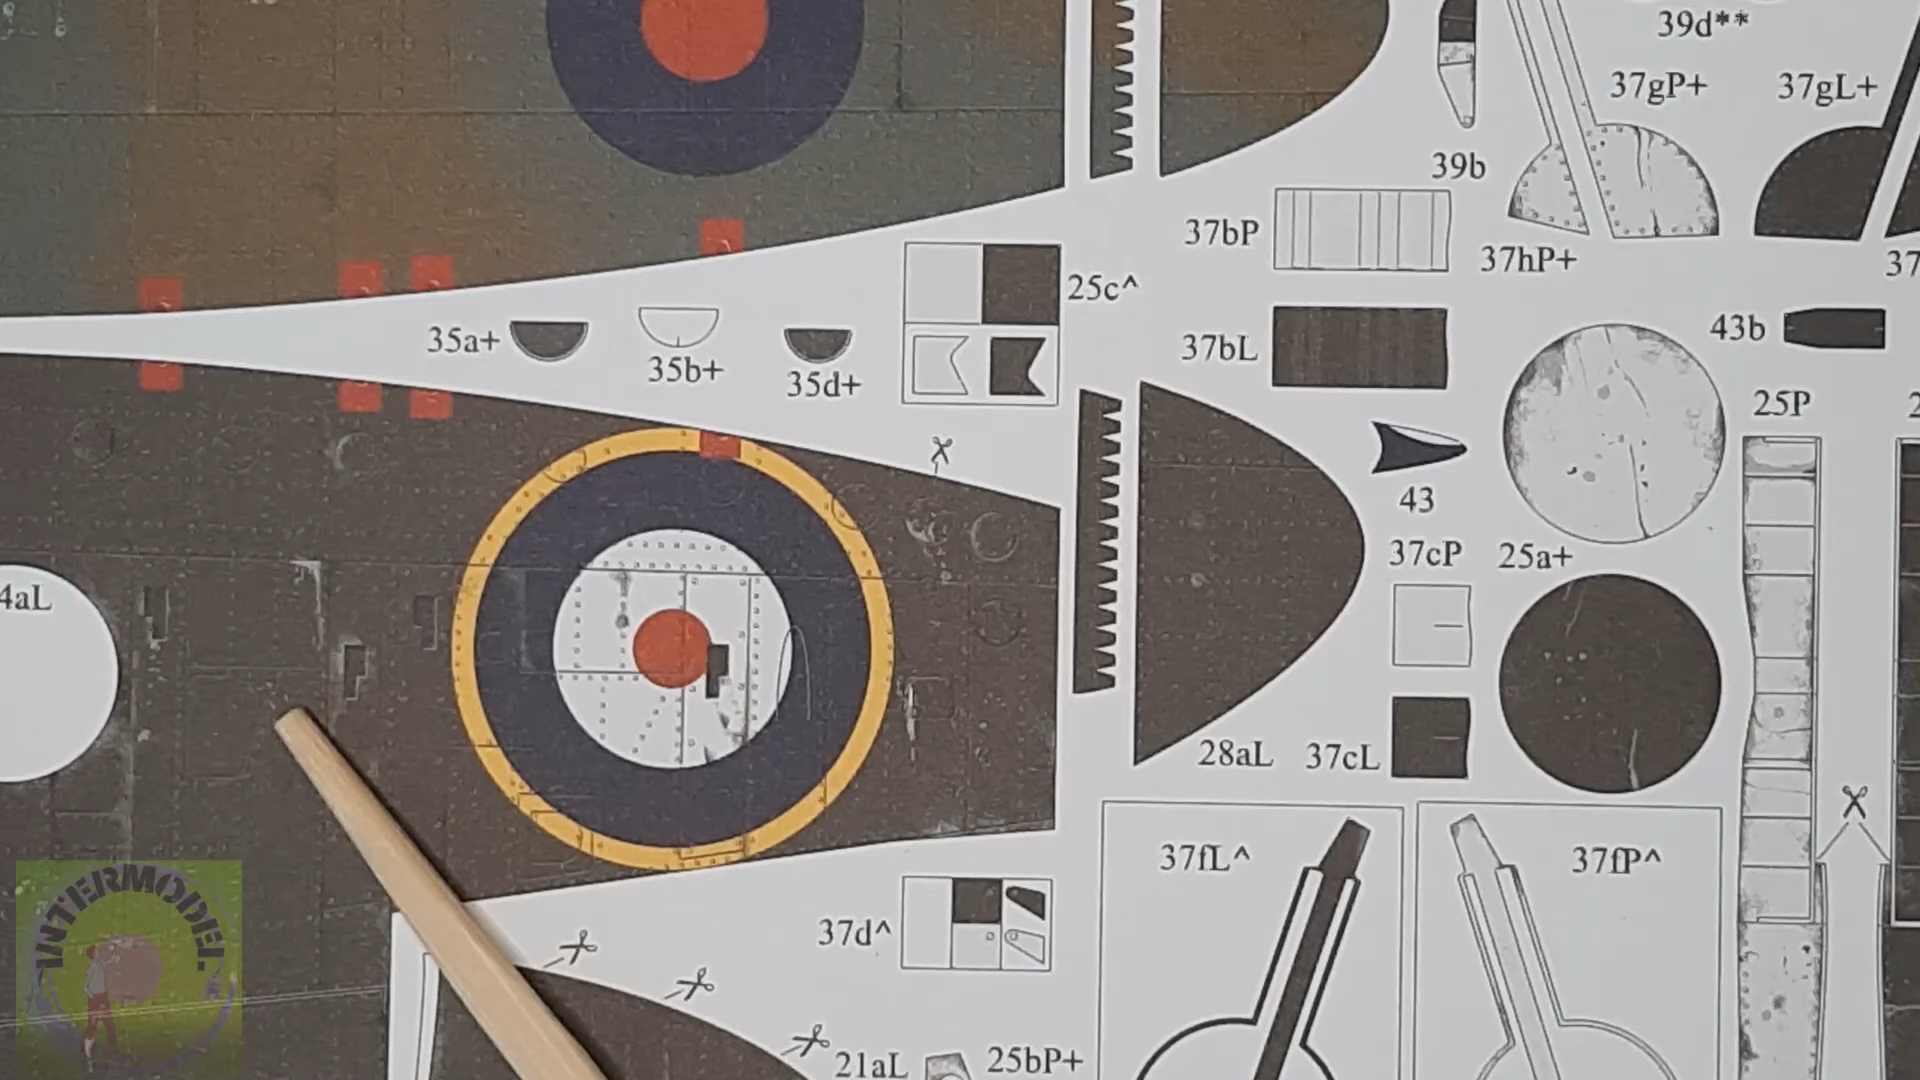 39d**
37gP+
37gL+
39b
37bP
37hP+
37
25c^
35a+
35b+
35d+
37bL
43b
25P
2
43
37cP
25a+
4aL
28aL
37cL
37fL^
37fP^
37d^
21aL
25bP+
INTERMODEL